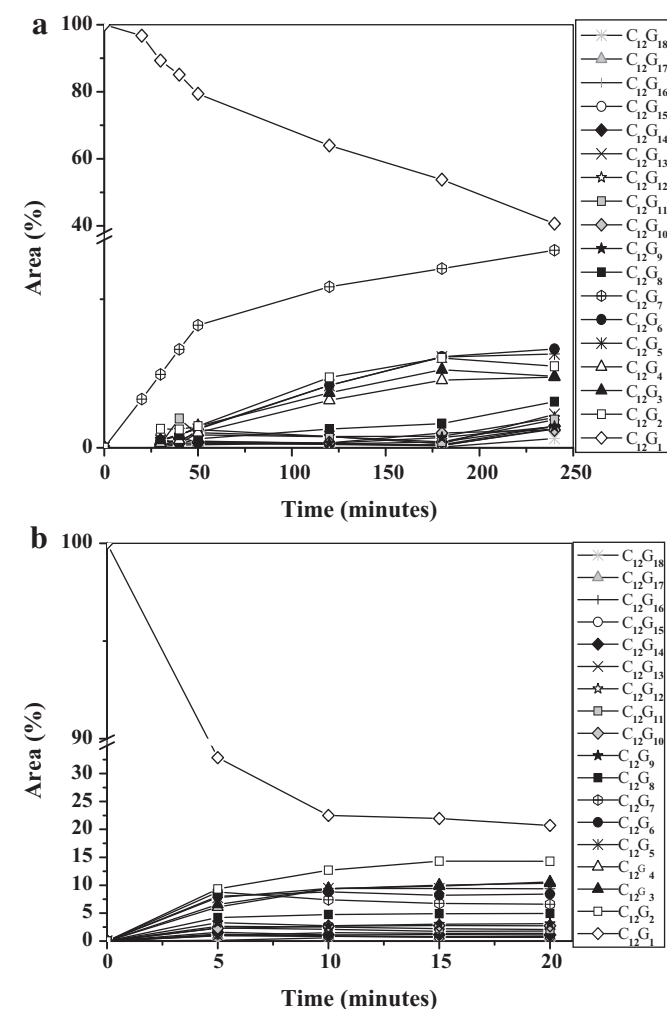 a
100
80
60
40
0
Area (%)
0 50 100 150 200 250
Time (minutes)
C12G18
C12G17
C12G16
C12G15
C12G14
C12G13
C12G12
C12G11
C12G10
C12G9
C12G8
C12G7
C12G6
C12G5
C12G4
C12G3
C12G2
C12G1
b
100
90
35
30
25
20
15
10
5
0
Area (%)
0 5 10 15 20
Time (minutes)
C12G18
C12G17
C12G16
C12G15
C12G14
C12G13
C12G12
C12G11
C12G10
C12G9
C12G8
C12G7
C12G6
C12G5
C12G4
C12G3
C12G2
C12G1